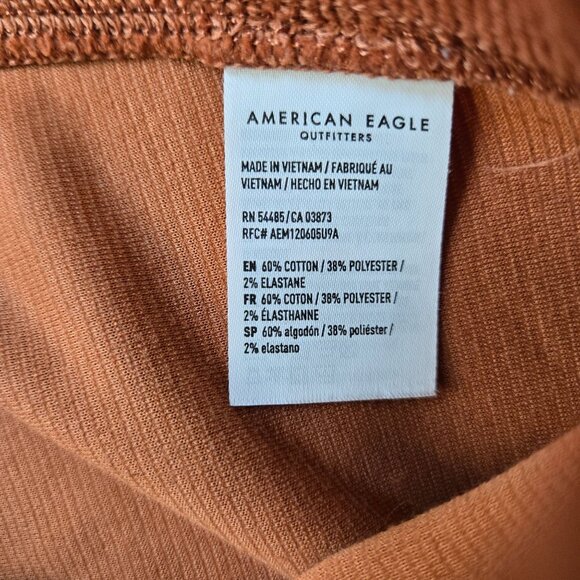 AMERICAN EAGLE
OUTFITTERS
MADE IN VIETNAM / FABRIQUÉ AU
VIETNAM / HECHO EN VIETNAM
RN 54485/CA 03873
RFC# AEM120605U9A
EN 60% COTTON / 38% POLYESTER /
2% ELASTANE
FR 60% COTON / 38% POLYESTER /
2% ÉLASTHANNE
SP 60% algodón / 38% poliéster /
2% elastano